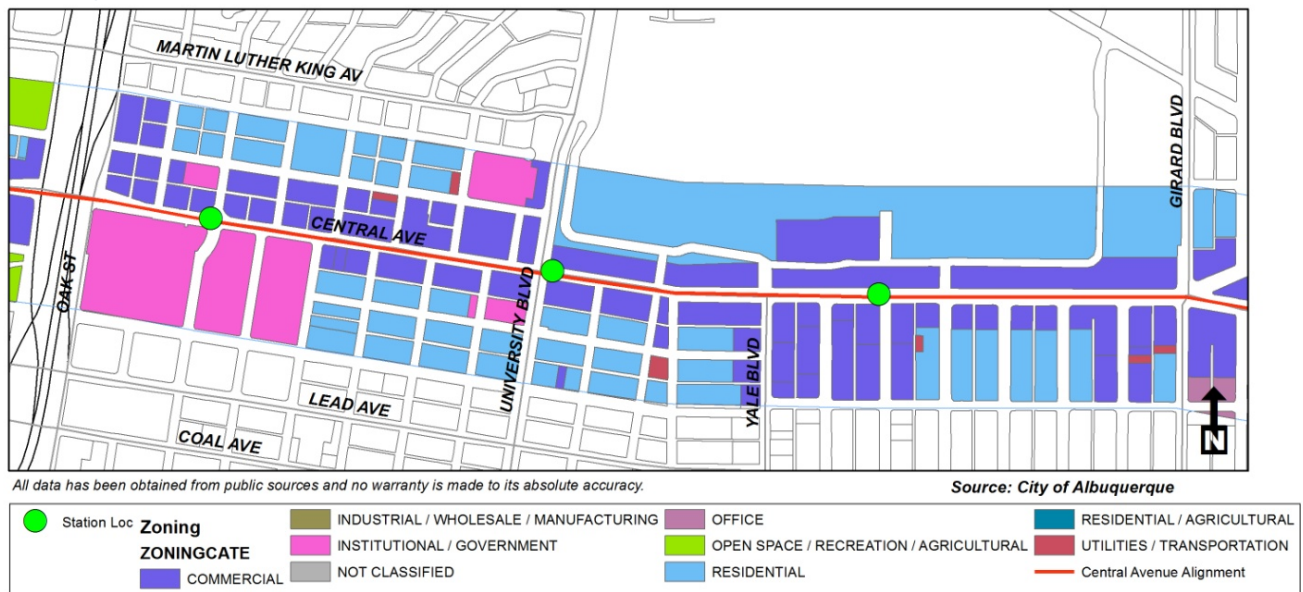 MARTIN LUTHER KING AV
GIRARD BLVD
CENTRAL AVE
OAK ST
UNIVERSITY BLVD
YALE BLVD
LEAD AVE
COAL AVE
N
All data has been obtained from public sources and no warranty is made to its absolute accuracy.
Source: City of Albuquerque
Station Loc
Zoning
ZONINGCATE
COMMERCIAL
INDUSTRIAL / WHOLESALE / MANUFACTURING
INSTITUTIONAL / GOVERNMENT
NOT CLASSIFIED
OFFICE
OPEN SPACE / RECREATION / AGRICULTURAL
RESIDENTIAL
RESIDENTIAL / AGRICULTURAL
UTILITIES / TRANSPORTATION
Central Avenue Alignment